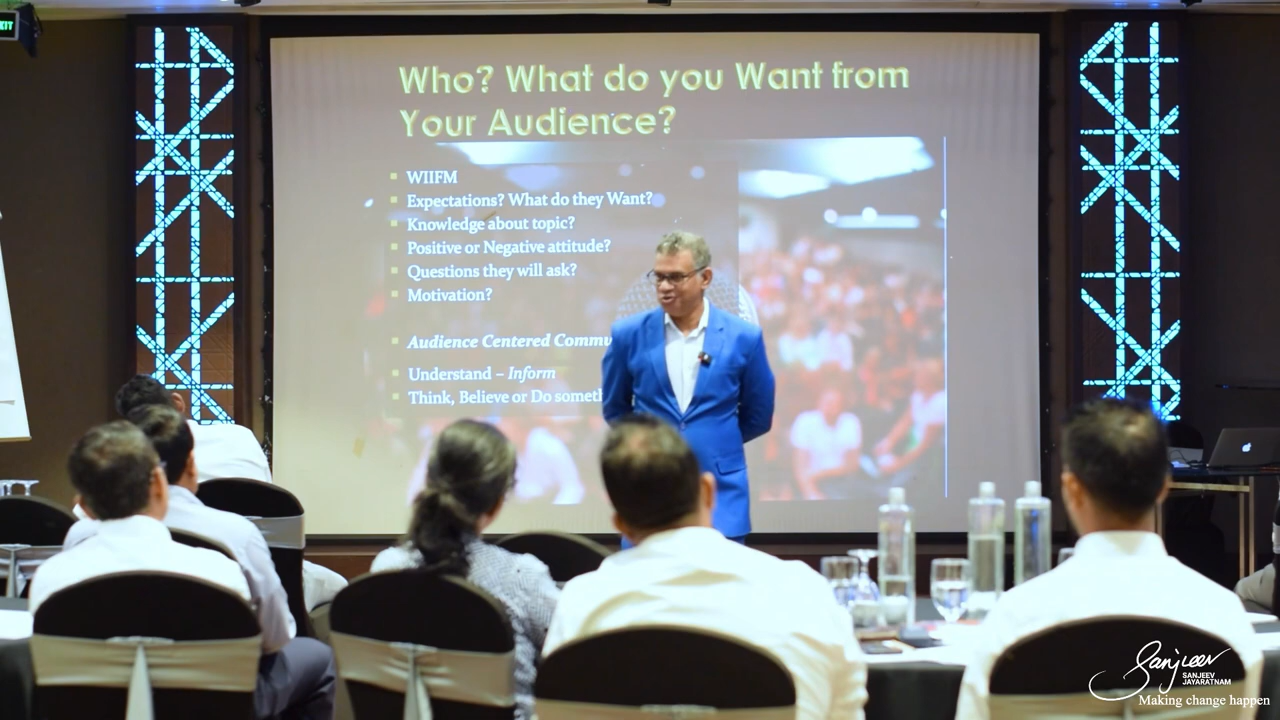 XIT
Who? What do you Want from
Your Audience?
WIIFM
Expectations? What do they Want?
Knowledge about topic?
Positive or Negative attitude?
Questions they will ask?
Motivation?
Audience Centered Commu
Understand – Inform
Think, Believe or Do someth
Sanjeev
SANJEEV
JAYARATNAM
Making change happen